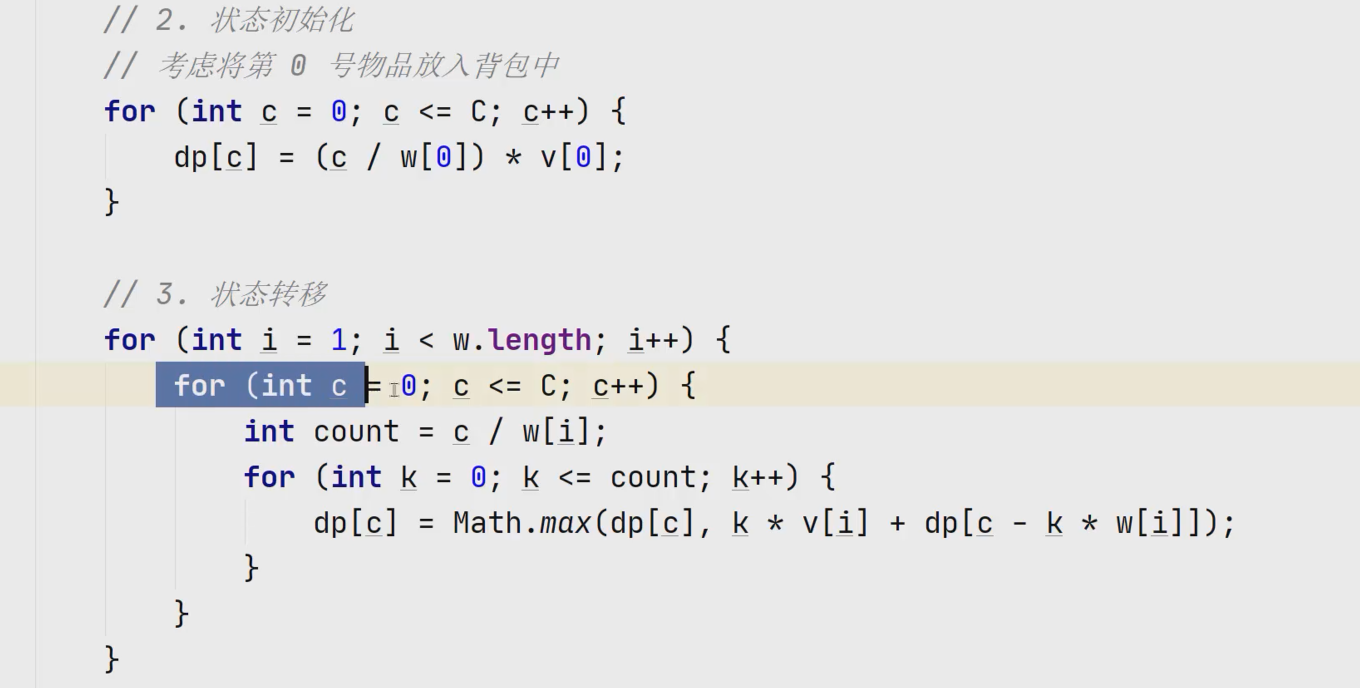 // 2. 状态初始化
// 考虑将第 0 号物品放入背包中
for (int c = 0; c <= C; c++) {
    dp[c] = (c / w[0]) * v[0];
}
// 3. 状态转移
for (int i = 1; i < w.length; i++) {
    for (int c = 0; c <= C; c++) {
        int count = c / w[i];
        for (int k = 0; k <= count; k++) {
            dp[c] = Math.max(dp[c], k * v[i] + dp[c - k * w[i]]);
        }
    }
}